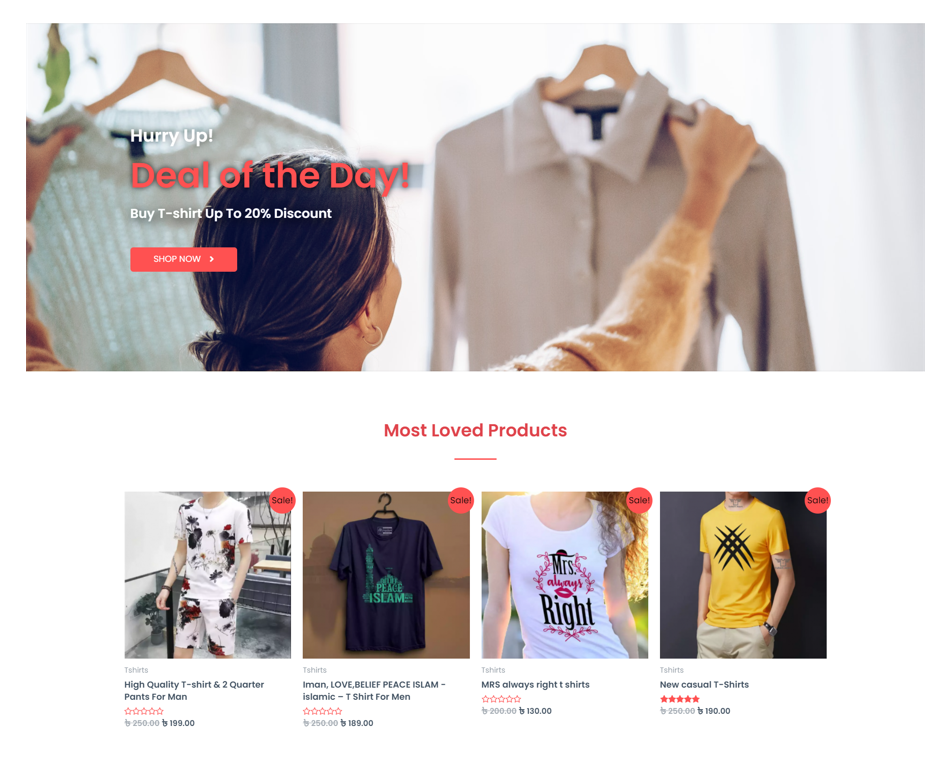 Hurry Up!
Deal of the Day!
Buy T-shirt Up To 20% Discount
SHOP NOW
Most Loved Products
Sale!
Sale!
Sale!
Sale!
PEACE
ISLAM
Mrs.
always
Right
Tshirts
Tshirts
Tshirts
Tshirts
High Quality T-shirt & 2 Quarter
Pants For Man
Iman, LOVE,BELIEF PEACE ISLAM -
islamic – T Shirt For Men
MRS always right t shirts
New casual T-Shirts
৳ 250.00 ৳ 199.00
৳ 250.00 ৳ 189.00
৳ 200.00 ৳ 130.00
৳ 250.00 ৳ 190.00